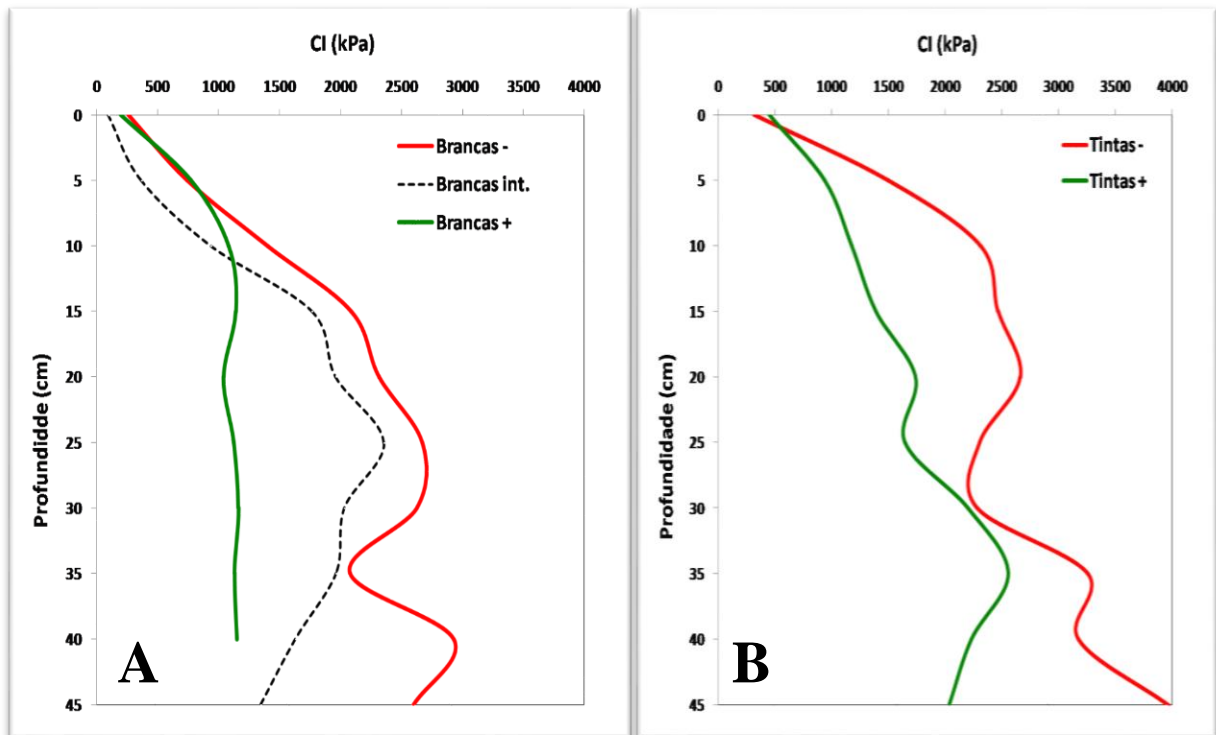 CI (kPa)
0 500 1000 1500 2000 2500 3000 3500 4000
0
5
10
15
20
25
30
35
40
45
Profundidde (cm)
Brancas -
Brancas int.
Brancas +
A
CI (kPa)
0 500 1000 1500 2000 2500 3000 3500 4000
0
5
10
15
20
25
30
35
40
45
Profundidade (cm)
Tintas -
Tintas +
B